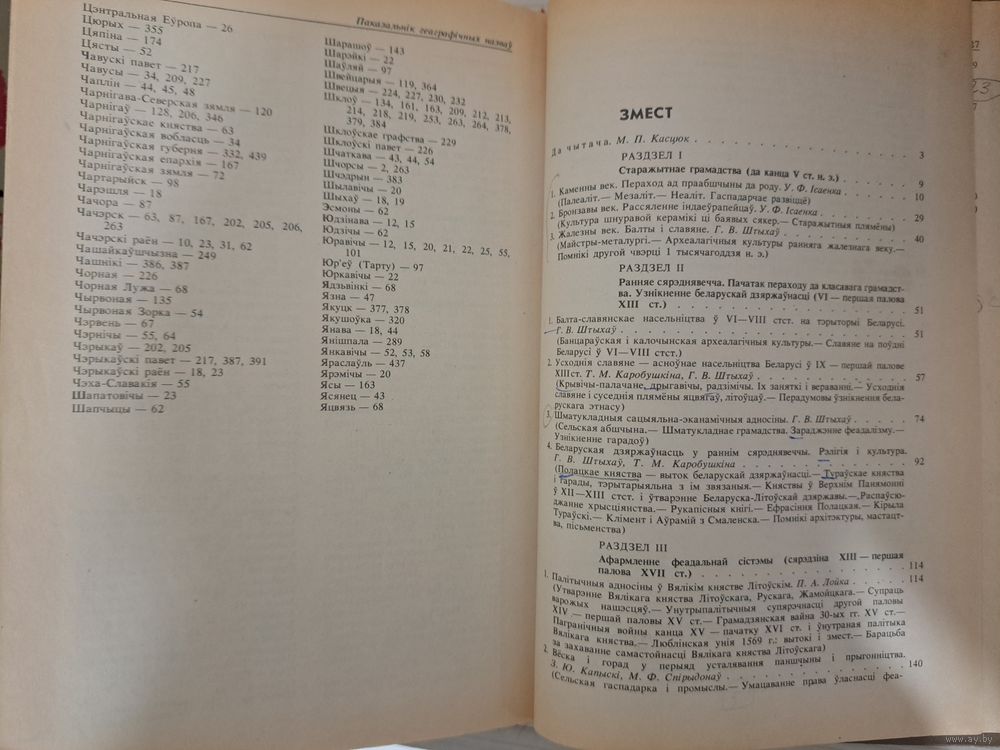 Паказальнік геаграфічных назваў
Цэнтральная Еўропа — 26
Цюрых — 355
Цяпіна — 174
Цясты — 52
Чавускі павет — 217
Чавусы — 34, 209, 227
Чаплін — 44, 45, 48
Чарнігава-Северская зямля — 120
Чарнігаў — 128, 206, 346
Чарнігаўскае княства — 63
Чарнігаўская вобласць — 34
Чарнігаўская губерня — 332, 439
Чарнігаўская епархія — 167
Чарнігаўская зямля — 72
Чартарыйск — 98
Чарэшля — 18
Чачора — 87
Чачэрск — 63, 87, 167, 202, 205, 206,
263
Чачэрскі раён — 10, 23, 31, 62
Чашайкаўшчызна — 249
Чашнікі — 386, 387
Чорная — 226
Чорная Лужа — 68
Чырвоная — 135
Чырвоная Зорка — 54
Чэрвень — 67
Чэрнічы — 55, 64
Чэрыкаў — 202, 205
Чэрыкаўскі павет — 217, 387, 391
Чэрыкаўскі раён — 18, 23
Чэха-Славакія — 55
Шапатовічы — 23
Шапчыцы — 62
Шарашоў — 143
Шарэйкі — 22
Шаўляй — 97
Швейцарыя — 119, 364
Швецыя — 224, 227, 230, 232
Шклоў — 134, 161, 163, 209, 212, 213,
214, 218, 219, 253, 263, 264, 378,
379, 384
Шклоўскае графства — 229
Шклоўскі павет — 226
Шчаткава — 43, 44, 54
Шчорсы — 2, 263
Шчэдрын — 383
Шылавічы — 20
Шыхаў — 18, 19
Эсмоны — 62
Юдзінава — 12, 15
Юдзічы — 62
Юравічы — 12, 15, 20, 21, 22, 25, 55,
101
Юр'еў (Тарту) — 97
Юркавічы — 22
Ядзьвінкі — 68
Язна — 47
Якуцк — 377, 378
Якушоўка — 320
Янава — 18, 44
Янішпала — 289
Янкавічы — 52, 53, 58
Яраслаўль — 437
Ярэмічы — 20
Ясы — 163
Ясянец — 43
Яцвязь — 68
ЗМЕСТ
Да чытача. М. П. Касцюк . . . 3
РАЗДЗЕЛ I
Старажытнае грамадства (да канца V ст. н. э.) . . . 9
1. Каменны век. Пераход ад праабшчыны да роду. У. Ф. Ісаенка . . . 10
(Палеаліт.— Мезаліт.— Неаліт. Гаспадарчае развіццё)
2. Бронзавы век. Рассяленне індаеўрапейцаў. У. Ф. Ісаенка . . . 29
(Культура шнуравой керамікі ці баявых сякер.— Старажытныя плямёны)
3. Жалезны век. Балты і славяне. Г. В. Штыхаў . . . 40
(Майстры-металургі.— Археалагічныя культуры ранняга жалезнага веку.—
Помнікі другой чвэрці 1 тысячагоддзя н. э.)
РАЗДЗЕЛ II
Ранняе сярэднявечча. Пачатак пераходу да класавага грамадст-
ва. Узнікненне беларускай дзяржаўнасці (VI — першая палова
XIII ст.) . . . 51
1. Балта-славянскае насельніцтва ў VI—VIII стст. на тэрыторыі Беларусі.
Г. В. Штыхаў . . . 51
(Банцараўская і калочынская археалагічныя культуры.— Славяне на поўдні
Беларусі ў VI—VIII стст.)
2. Усходнія славяне — асноўнае насельніцтва Беларусі ў IX — першай палове
XIII ст. Т. М. Каробушкіна, Г. В. Штыхаў . . . 57
(Крывічы-палачане, дрыгавічы, радзімічы. Іх заняткі і вераванні.— Усходнія
славяне і суседнія плямёны яцвягаў, літоўцаў.— Перадумовы ўзнікнення бела-
рускага этнасу)
3. Шматукладныя сацыяльна-эканамічныя адносіны. Г. В. Штыхаў . . . 74
(Сельская абшчына.— Шматукладнае грамадства. Зараджэнне феадалізму.—
Узнікненне гарадоў)
4. Беларуская дзяржаўнасць у раннім сярэднявеччы. Рэлігія і культура.
Г. В. Штыхаў, Т. М. Каробушкіна . . . 92
(Полацкае княства — выток беларускай дзяржаўнасці.— Тураўскае княства
і гарады, тэрытарыяльна з ім звязаныя.— Княствы ў Верхнім Панямонні
ў XII—XIII стст. і ўтварэнне Беларуска-Літоўскай дзяржавы.— Распаўсю-
джанне хрысціянства.— Рукапісныя кнігі.— Ефрасіння Полацкая.— Кірыла
Тураўскі.— Клімент і Аўрамій з Смаленска.— Помнікі архітэктуры, мастацт-
ва, пісьменства)
РАЗДЗЕЛ III
Афармленне феадальнай сістэмы (сярэдзіна XIII — першая
палова XVII ст.) . . . 114
1. Палітычныя адносіны ў Вялікім княстве Літоўскім. П. А. Лойка . . . 114
(Утварэнне Вялікага княства Літоўскага, Рускага, Жамойцкага.— Супраць
варожых нашэсцяў.— Унутрыпалітычныя супярэчнасці другой паловы
XIV — першай паловы XV ст.— Грамадзянская вайна 30-ых гг. XV ст.—
Пагранічныя войны канца XV — пачатку XVI ст. і ўнутраная палітыка
Вялікага княства.— Люблінская унія 1569 г.: вытокі і змест.— Барацьба
за захаванне самастойнасці Вялікага княства Літоўскага)
2. Вёска і горад у перыяд усталявання паншчыны і прыгонніцтва.
З. Ю. Капыскі, М. Ф. Спірыдонаў . . . 140
(Сельская гаспадарка і промыслы.— Умацаванне права ўласнасці феа-
www.ay.by